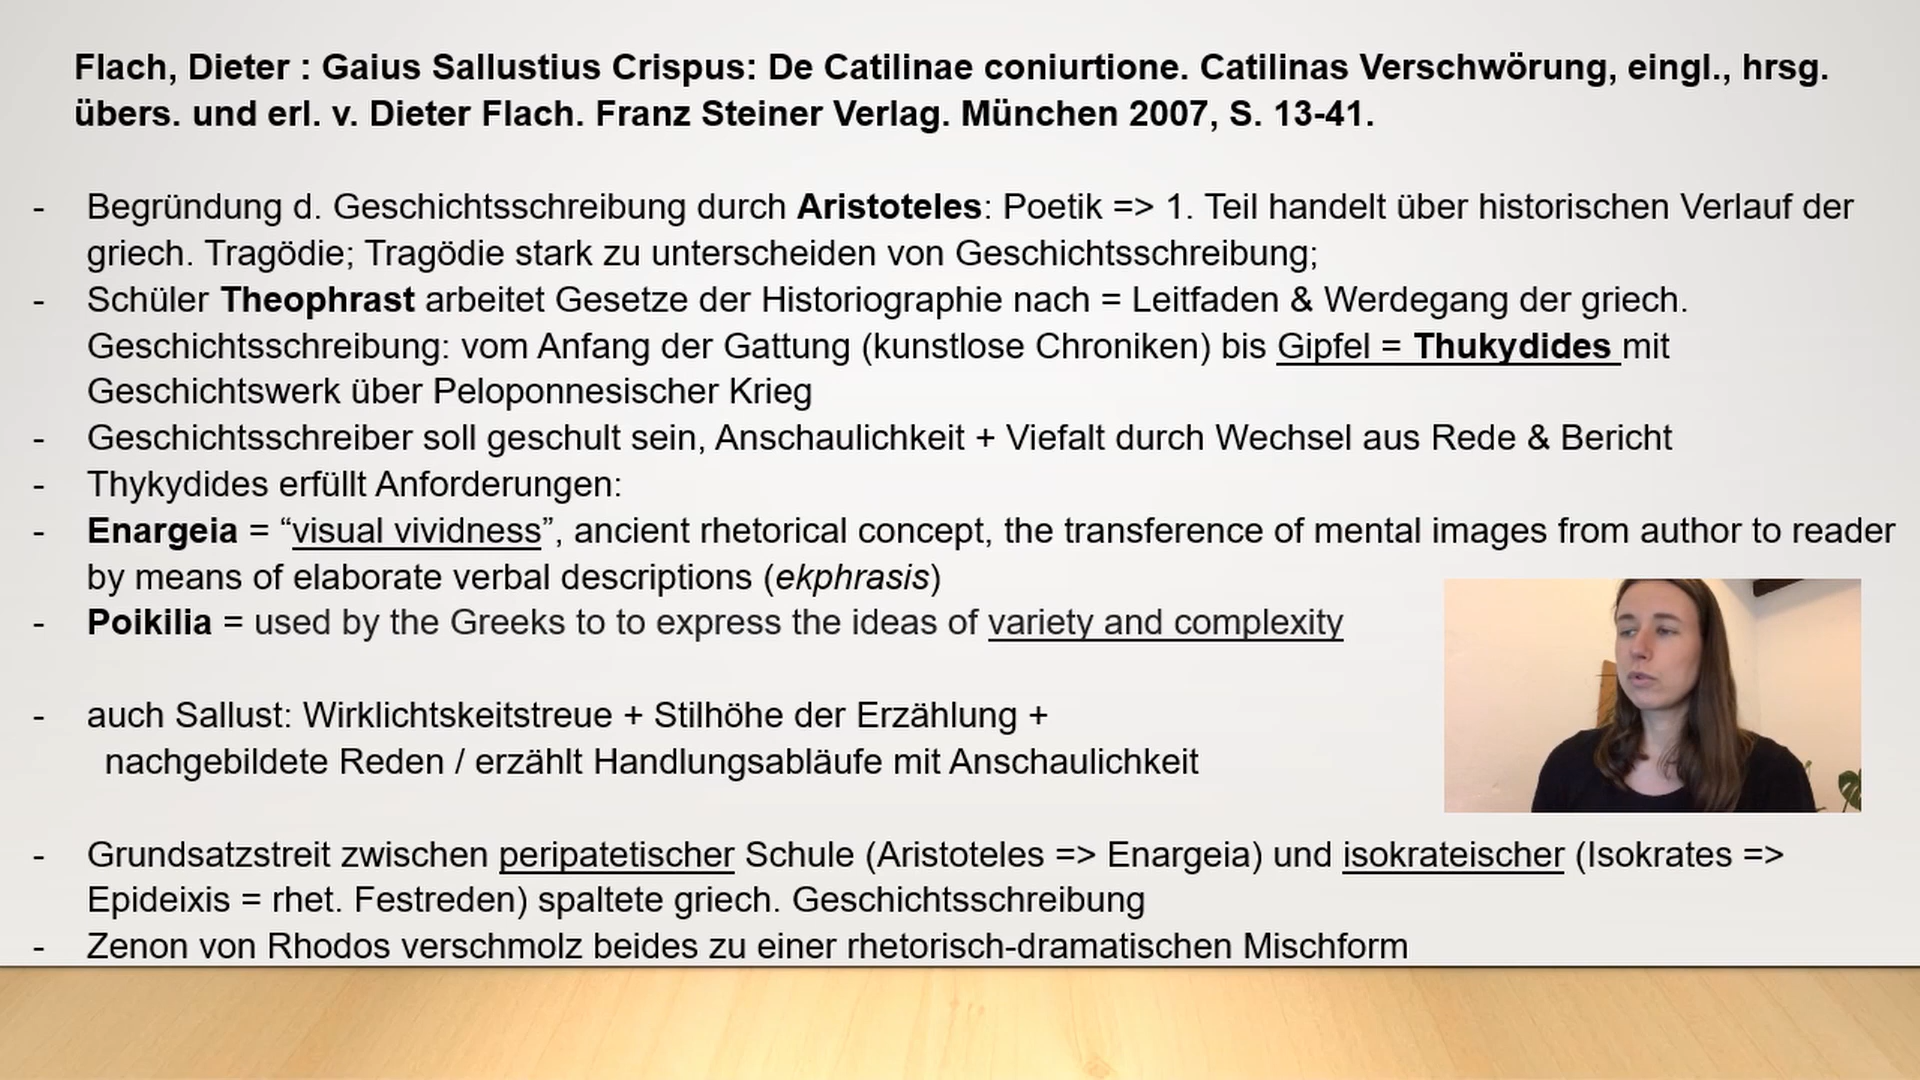 Flach, Dieter : Gaius Sallustius Crispus: De Catilinae coniurtione. Catilinas Verschwörung, eingl., hrsg.
übers. und erl. v. Dieter Flach. Franz Steiner Verlag. München 2007, S. 13-41.
- Begründung d. Geschichtsschreibung durch Aristoteles: Poetik => 1. Teil handelt über historischen Verlauf der
griech. Tragödie; Tragödie stark zu unterscheiden von Geschichtsschreibung;
- Schüler Theophrast arbeitet Gesetze der Historiographie nach = Leitfaden & Werdegang der griech.
Geschichtsschreibung: vom Anfang der Gattung (kunstlose Chroniken) bis Gipfel = Thukydides mit
Geschichtswerk über Peloponnesischer Krieg
- Geschichtsschreiber soll geschult sein, Anschaulichkeit + Viefalt durch Wechsel aus Rede & Bericht
- Thykydides erfüllt Anforderungen:
- Enargeia = “visual vividness”, ancient rhetorical concept, the transference of mental images from author to reader
by means of elaborate verbal descriptions (ekphrasis)
- Poikilia = used by the Greeks to to express the ideas of variety and complexity
- auch Sallust: Wirklichtskeitstreue + Stilhöhe der Erzählung +
nachgebildete Reden / erzählt Handlungsabläufe mit Anschaulichkeit
- Grundsatzstreit zwischen peripatetischer Schule (Aristoteles => Enargeia) und isokrateischer (Isokrates =>
Epideixis = rhet. Festreden) spaltete griech. Geschichtsschreibung
- Zenon von Rhodos verschmolz beides zu einer rhetorisch-dramatischen Mischform